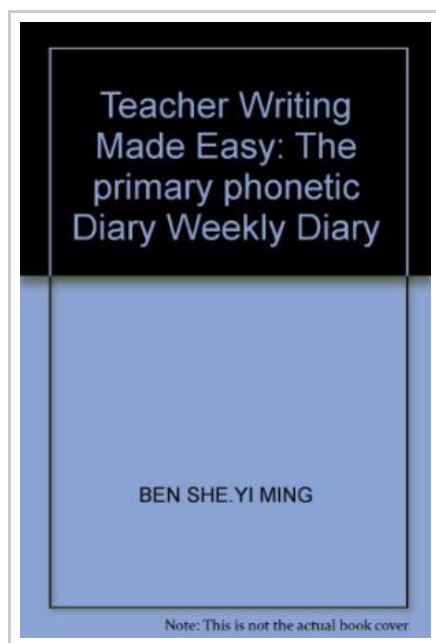 Teacher Writing
Made Easy: The
primary phonetic
Diary Weekly Diary
BEN SHE.YI MING
Note: This is not the actual book cover